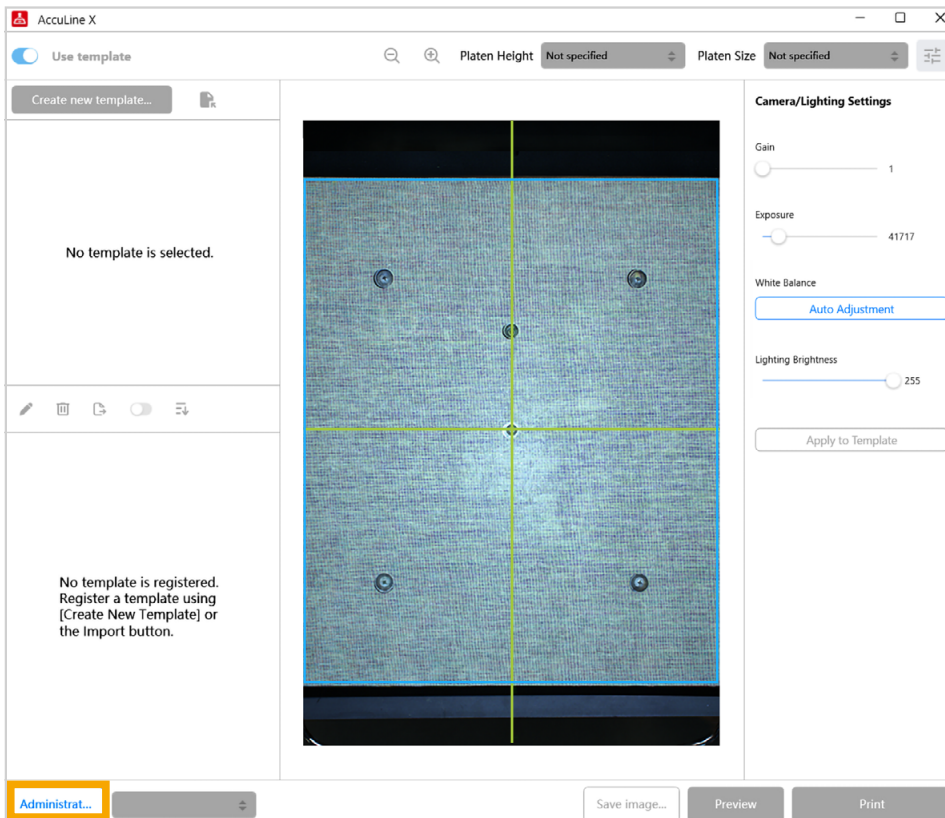 AccuLine X
Use template
Platen Height
Not specified
Platen Size
Not specified
Create new template...
Camera/Lighting Settings
Gain
1
Exposure
41717
No template is selected.
White Balance
Auto Adjustment
Lighting Brightness
255
Apply to Template
No template is registered.
Register a template using
[Create New Template] or
the Import button.
Administrat...
Save image...
Preview
Print